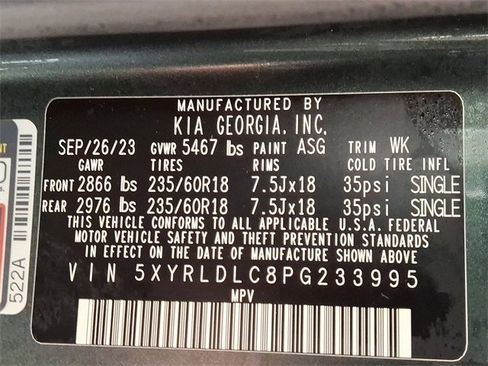 MANUFACTURED BY
KIA GEORGIA, INC.
SEP/26/23 GVWR 5467 lbs PAINT ASG TRIM WK
GAWR TIRES RIMS COLD TIRE INFL
FRONT 2866 lbs 235/60R18 7.5Jx18 35psi SINGLE
REAR 2976 lbs 235/60R18 7.5Jx18 35psi SINGLE
THIS VEHICLE CONFORMS TO ALL APPLICABLE U.S.A. FEDERAL
MOTOR VEHICLE SAFETY AND THEFT PREVENTION STANDARDS
IN EFFECT ON THE DATE OF MANUFACTURE SHOWN ABOVE.
VIN 5XYRLDLC8PG233995
MPV
522A